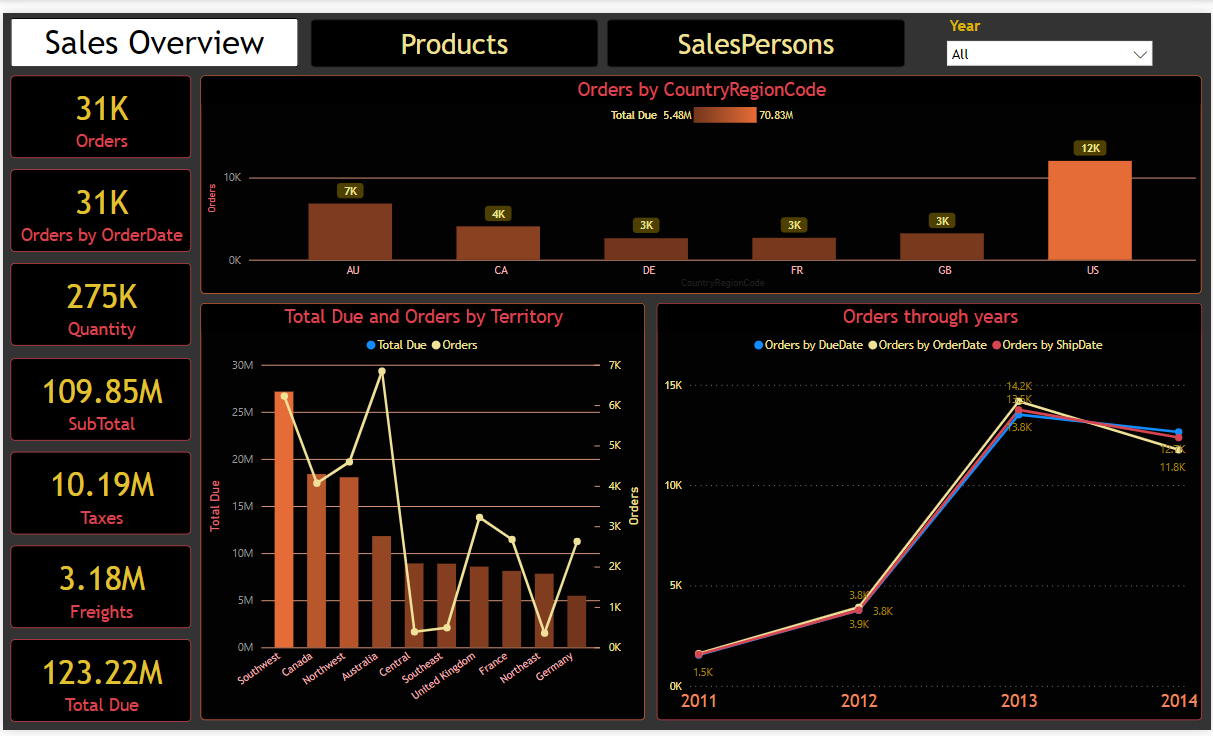 Sales Overview
Products
SalesPersons
Year
All
31K
Orders
31K
Orders by OrderDate
275K
Quantity
109.85M
SubTotal
10.19M
Taxes
3.18M
Freights
123.22M
Total Due
Orders by CountryRegionCode
Total Due 5.48M 70.83M
Orders
10K
0K
7K
4K
3K
3K
3K
12K
AU
CA
DE
FR
GB
US
CountryRegionCode
Total Due and Orders by Territory
Total Due Orders
Total Due
30M
25M
20M
15M
10M
5M
0M
7K
6K
5K
4K
3K
2K
1K
0K
Orders
Southwest
Canada
Northwest
Australia
Central
Southeast
United Kingdom
France
Northeast
Germany
Orders through years
Orders by DueDate Orders by OrderDate Orders by ShipDate
15K
10K
5K
0K
1.5K
3.8K
3.8K
3.9K
14.2K
13.8K
11.8K
2011
2012
2013
2014